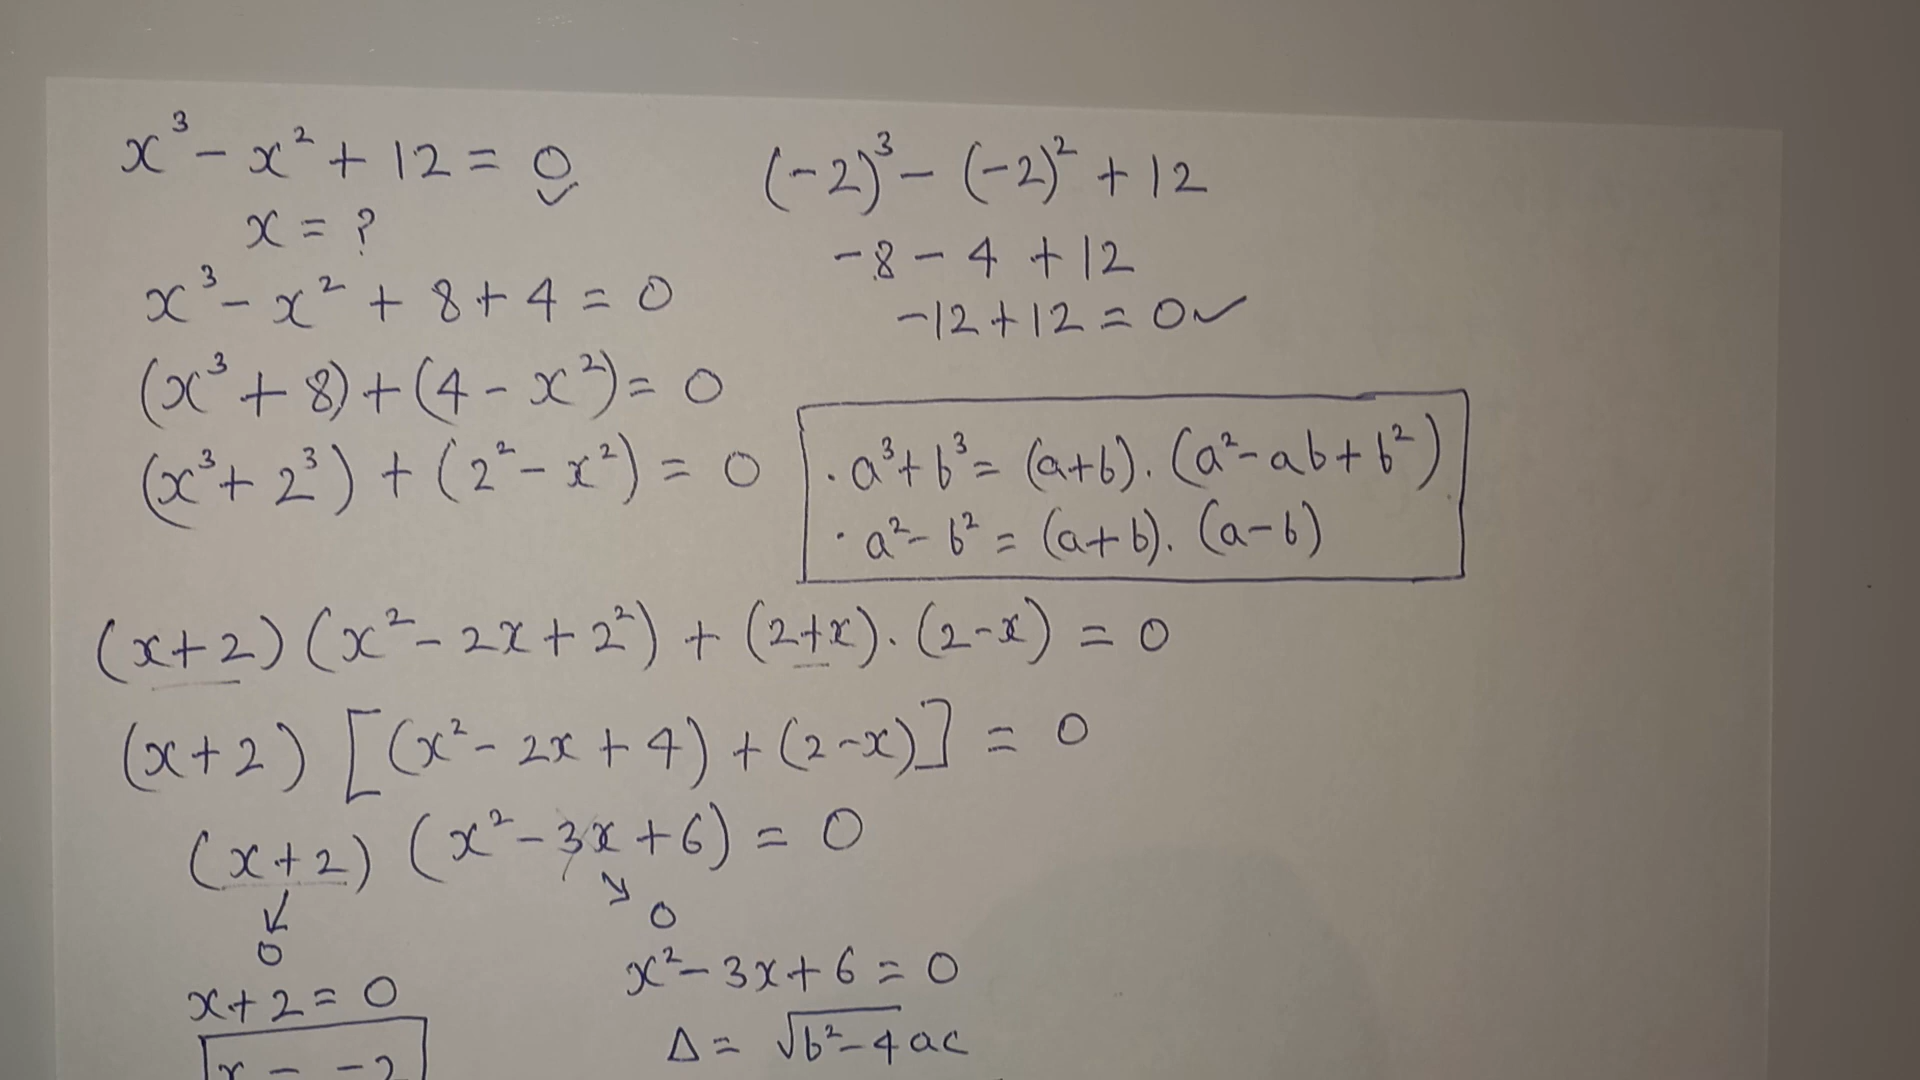 x³ - x² + 12 = 0
x = ?
x³ - x² + 8 + 4 = 0
(x³ + 8) + (4 - x²) = 0
(x³ + 2³) + (2² - x²) = 0
(-2)³ - (-2)² + 12
-8 - 4 + 12
-12 + 12 = 0 ✓
· a³ + b³ = (a+b) . (a² - ab + b²)
· a² - b² = (a+b) . (a-b)
(x+2) (x² - 2x + 2²) + (2+x) . (2-x) = 0
(x+2) [(x² - 2x + 4) + (2-x)] = 0
(x+2) (x² - 3x + 6) = 0
↙ ↘
0 0
x+2 = 0
x = -2
x² - 3x + 6 = 0
Δ = √b²-4ac